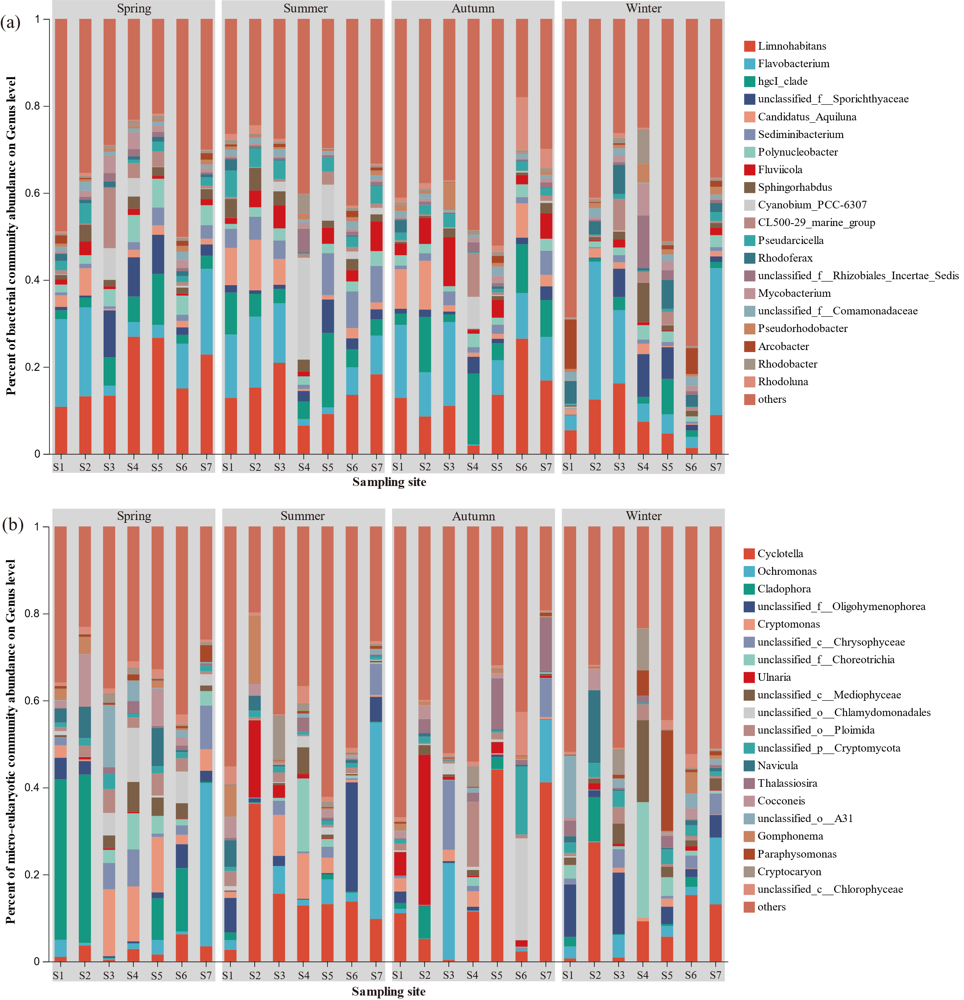 (a)
Spring Summer Autumn Winter
Percent of bacterial community abundance on Genus level
1
0.8
0.6
0.4
0.2
0
S1 S2 S3 S4 S5 S6 S7 S1 S2 S3 S4 S5 S6 S7 S1 S2 S3 S4 S5 S6 S7 S1 S2 S3 S4 S5 S6 S7
Sampling site
Limnohabitans
Flavobacterium
hgcI_clade
unclassified_f__Sporichthyaceae
Candidatus_Aquiluna
Sediminibacterium
Polynucleobacter
Fluviicola
Sphingorhabdus
Cyanobium_PCC-6307
CL500-29_marine_group
Pseudarcicella
Rhodoferax
unclassified_f__Rhizobiales_Incertae_Sedis
Mycobacterium
unclassified_f__Comamonadaceae
Pseudorhodobacter
Arcobacter
Rhodobacter
Rhodoluna
others
(b)
Spring Summer Autumn Winter
Percent of micro-eukaryotic community abundance on Genus level
1
0.8
0.6
0.4
0.2
0
S1 S2 S3 S4 S5 S6 S7 S1 S2 S3 S4 S5 S6 S7 S1 S2 S3 S4 S5 S6 S7 S1 S2 S3 S4 S5 S6 S7
Sampling site
Cyclotella
Ochromonas
Cladophora
unclassified_f__Oligohymenophorea
Cryptomonas
unclassified_c__Chrysophyceae
unclassified_f__Choreotrichia
Ulnaria
unclassified_c__Mediophyceae
unclassified_o__Chlamydomonadales
unclassified_o__Ploimida
unclassified_p__Cryptomycota
Navicula
Thalassiosira
Cocconeis
unclassified_o__A31
Gomphonema
Paraphysomonas
Cryptocaryon
unclassified_c__Chlorophyceae
others